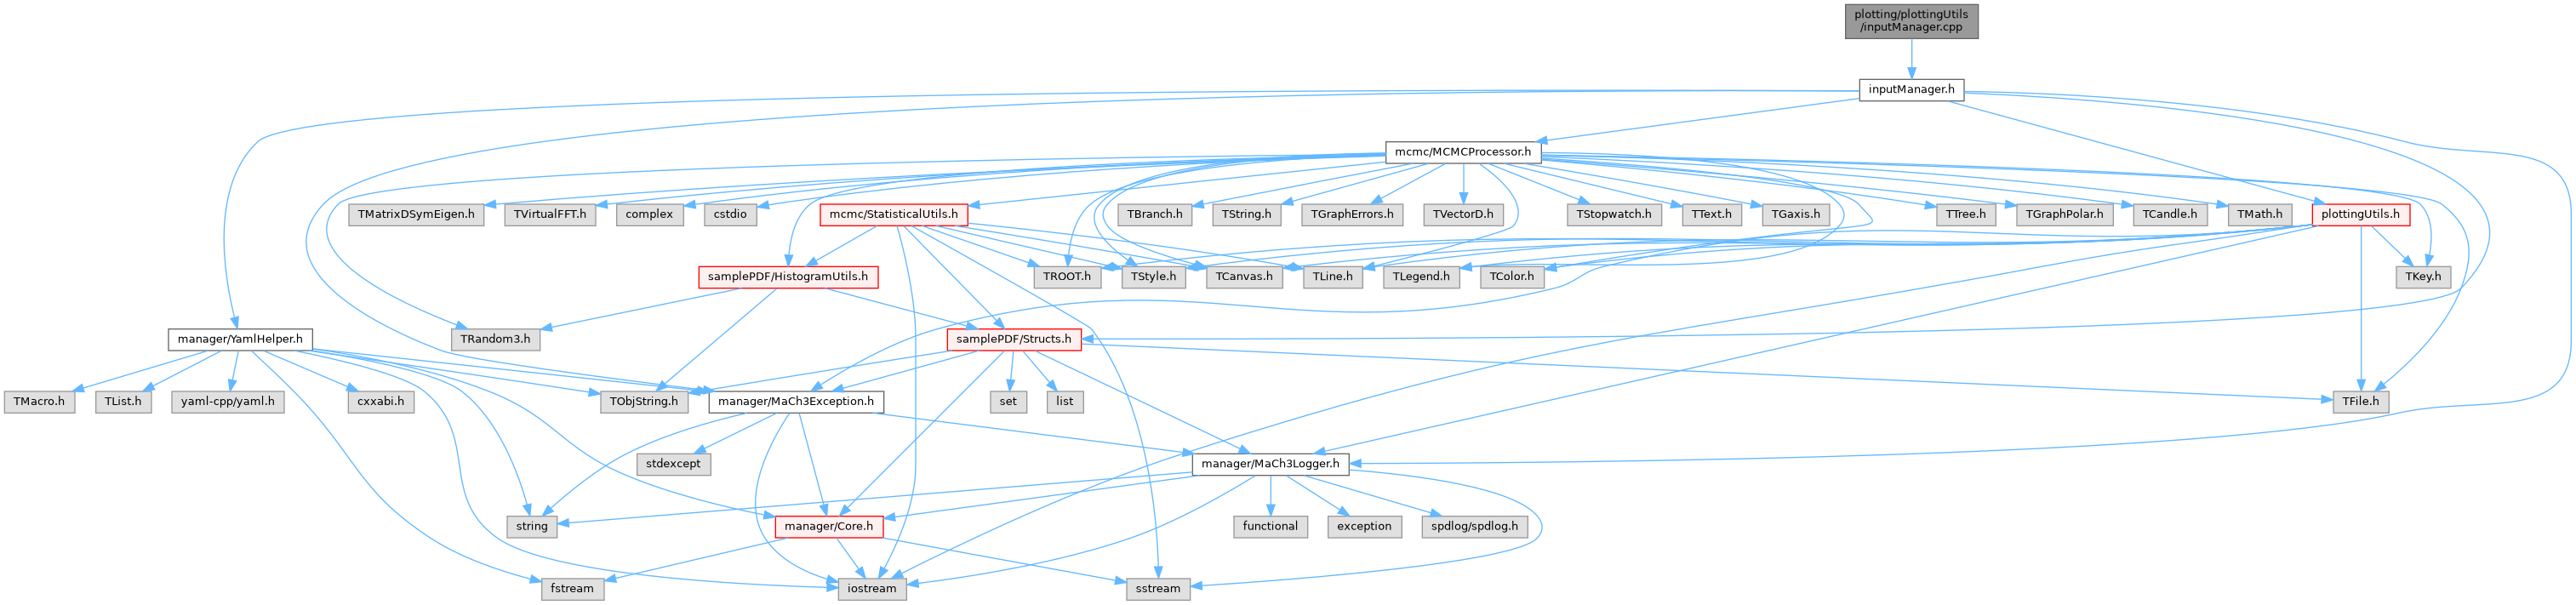 plotting/plottingUtils
/inputManager.cpp
inputManager.h
mcmc/MCMCProcessor.h
TMatrixDSymEigen.h
TVirtualFFT.h
complex
cstdio
mcmc/StatisticalUtils.h
TBranch.h
TString.h
TGraphErrors.h
TVectorD.h
TStopwatch.h
TText.h
TGaxis.h
TTree.h
TGraphPolar.h
TCandle.h
TMath.h
plottingUtils.h
samplePDF/HistogramUtils.h
TROOT.h
TStyle.h
TCanvas.h
TLine.h
TLegend.h
TColor.h
TKey.h
manager/YamlHelper.h
TRandom3.h
samplePDF/Structs.h
TMacro.h
TList.h
yaml-cpp/yaml.h
cxxabi.h
TObjString.h
manager/MaCh3Exception.h
set
list
TFile.h
stdexcept
manager/MaCh3Logger.h
string
manager/Core.h
functional
exception
spdlog/spdlog.h
fstream
iostream
sstream